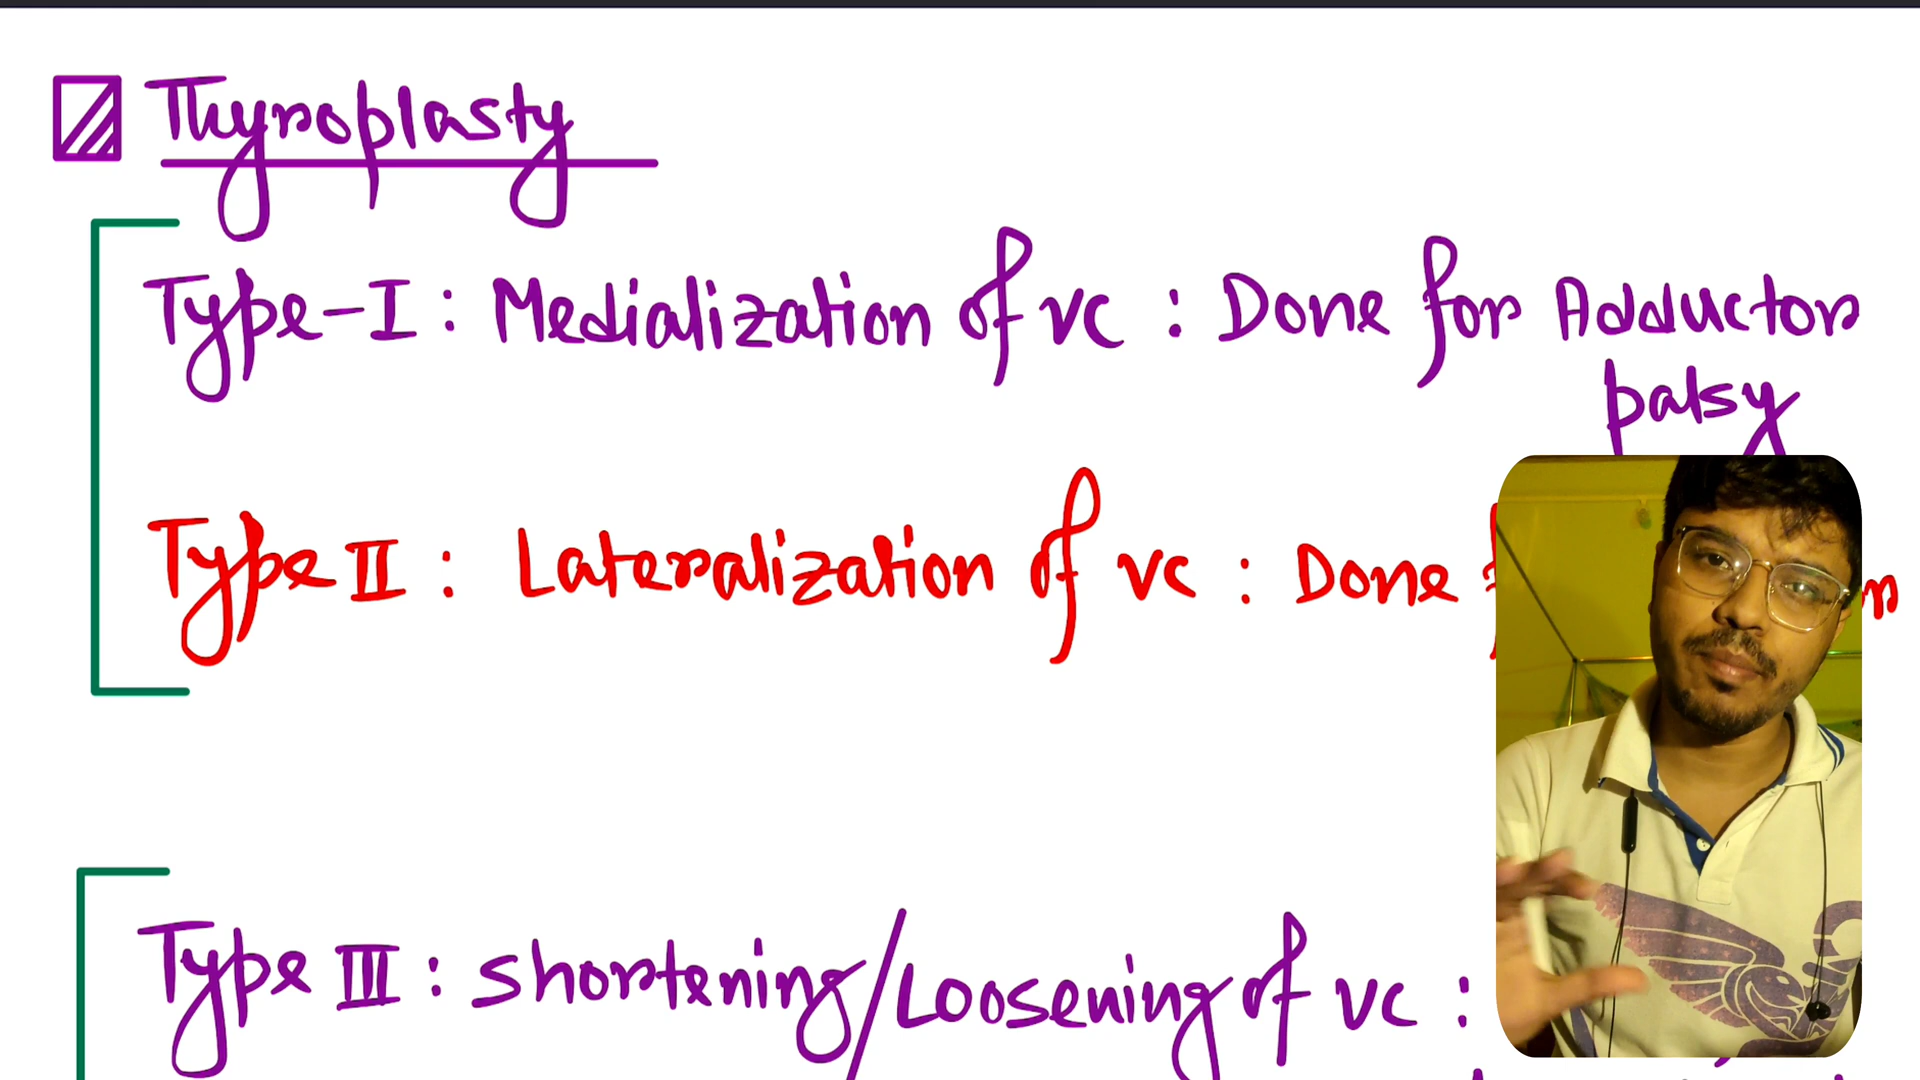 Thyroplasty
Type-I : Medialization of vc : Done for Adductor
palsy
Type II : Lateralization of vc : Done
Type III : shortening/Loosening of vc :